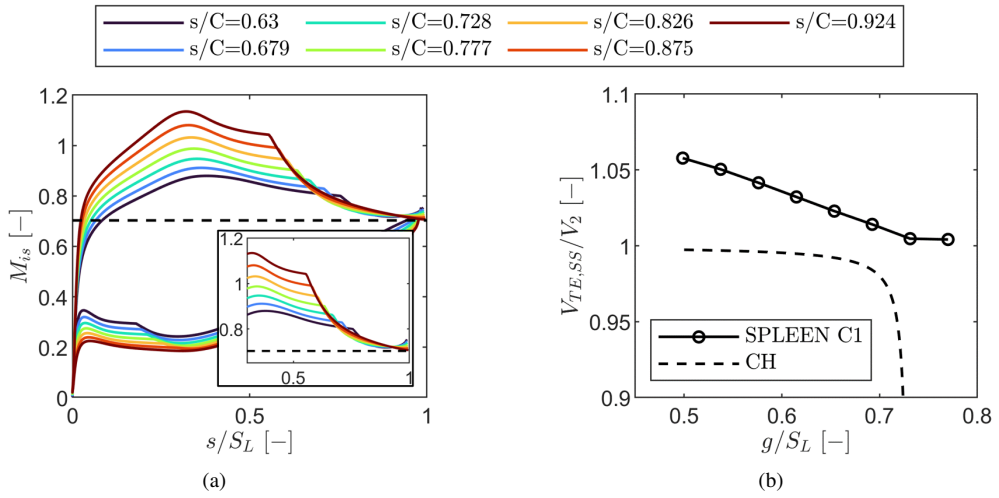 s/C=0.63 s/C=0.728 s/C=0.826 s/C=0.924
s/C=0.679 s/C=0.777 s/C=0.875
(a) (b)
1.2
1
0.8
0.6
0.4
0.2
0
M_is [−]
0 0.5 1
s/S_L [−]
1.2
1
0.8
0.5 1
1.1
1.05
1
0.95
0.9
V_TE,SS/V_2 [−]
SPLEEN C1
CH
0.5 0.6 0.7 0.8
g/S_L [−]
(a)
(b)